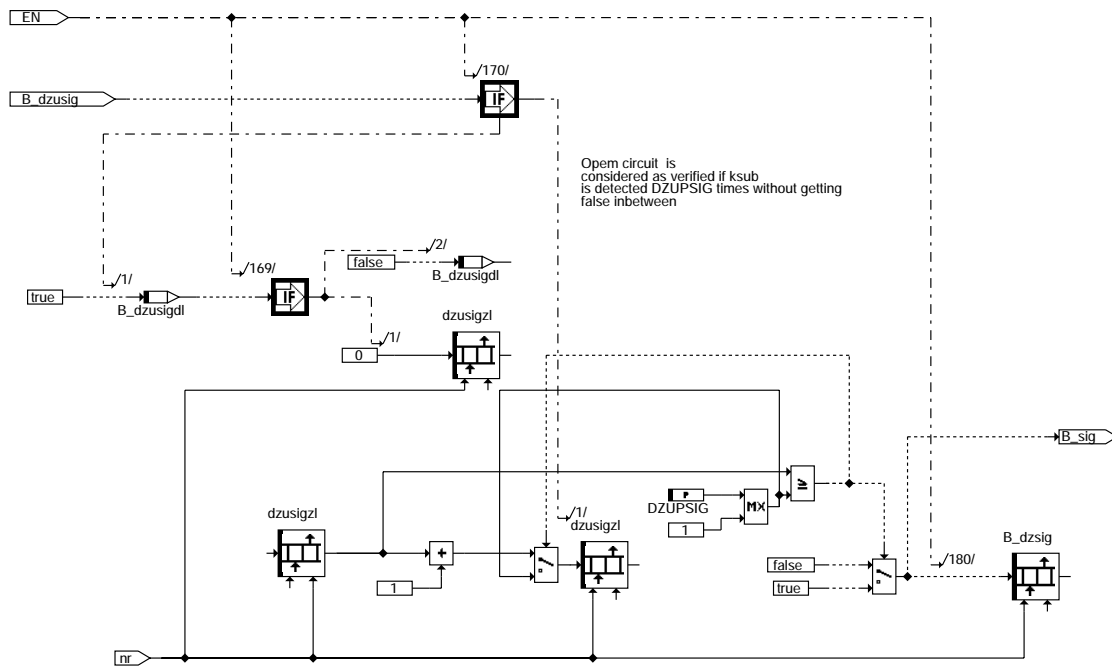 EN
/170/
B_dzusig
IF
Opem circuit is
considered as verified if ksub
is detected DZUPSIG times without getting
false inbetween
/2/
false
B_dzusigdl
/169/
/1/
true
IF
B_dzusigdl
dzusigzl
/1/
0
B_sig
P
DZUPSIG
MX
1
≥
/1/
dzusigzl
dzusigzl
B_dzsig
+
1
false
/180/
true
nr